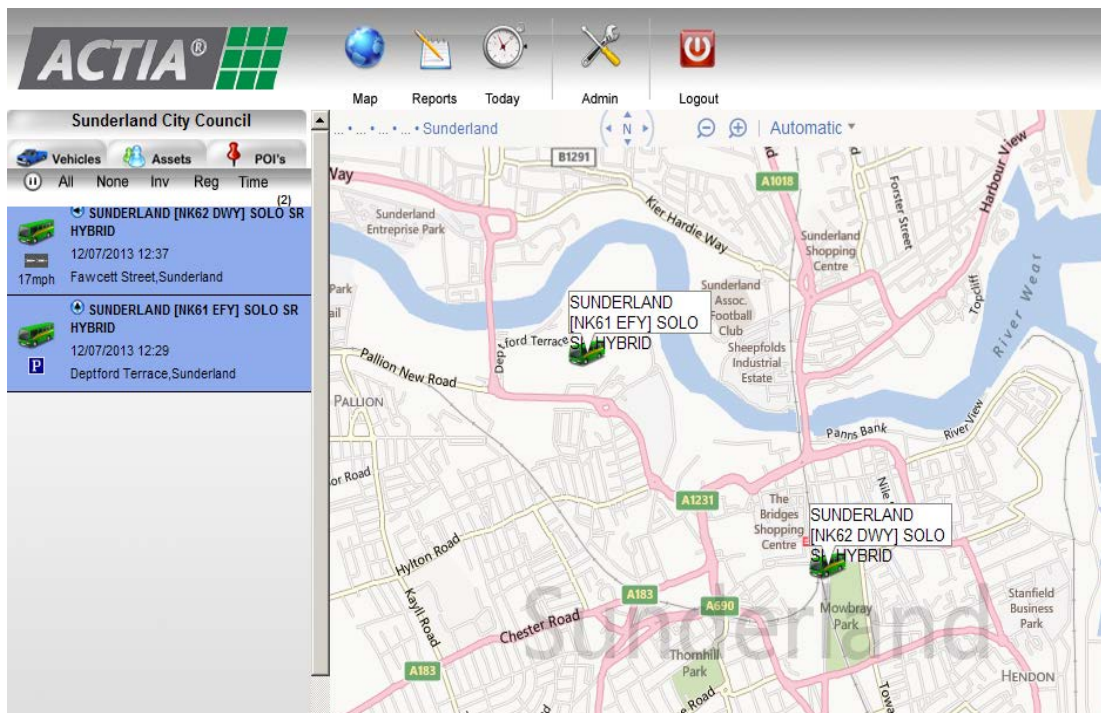 ACTIA®
Map
Reports
Today
Admin
Logout
Sunderland City Council
Vehicles
Assets
POI's
All None Inv Reg Time
(2)
SUNDERLAND [NK62 DWY] SOLO SR
HYBRID
12/07/2013 12:37
17mph
Fawcett Street,Sunderland
SUNDERLAND [NK61 EFY] SOLO SR
HYBRID
12/07/2013 12:29
P
Deptford Terrace,Sunderland
... • ... • ... • ... • Sunderland
N
Automatic
Way
B1291
A1018
Harbour View
Forster Street
Kier Hardie Way
Sunderland
Entreprise Park
Sunderland
Shopping
Centre
Topcliff
River Wear
Park
Sunderland
Assoc.
Football
Club
SUNDERLAND
[NK61 EFY] SOLO
HYBRID
ford Terrace
Sheepfolds
Industrial
Estate
Pallion New Road
PALLION
Panns Bank
River View
Road
A1231
Nile
The
Bridges
Shopping
Centre
SUNDERLAND
[NK62 DWY] SOLO
HYBRID
Hylton Road
Kayll Road
A183
A690
Chester Road
Sunderland
Mowbray
Park
Stanfield
Business
Park
A183
Thornhill
Park
HENDON
Road